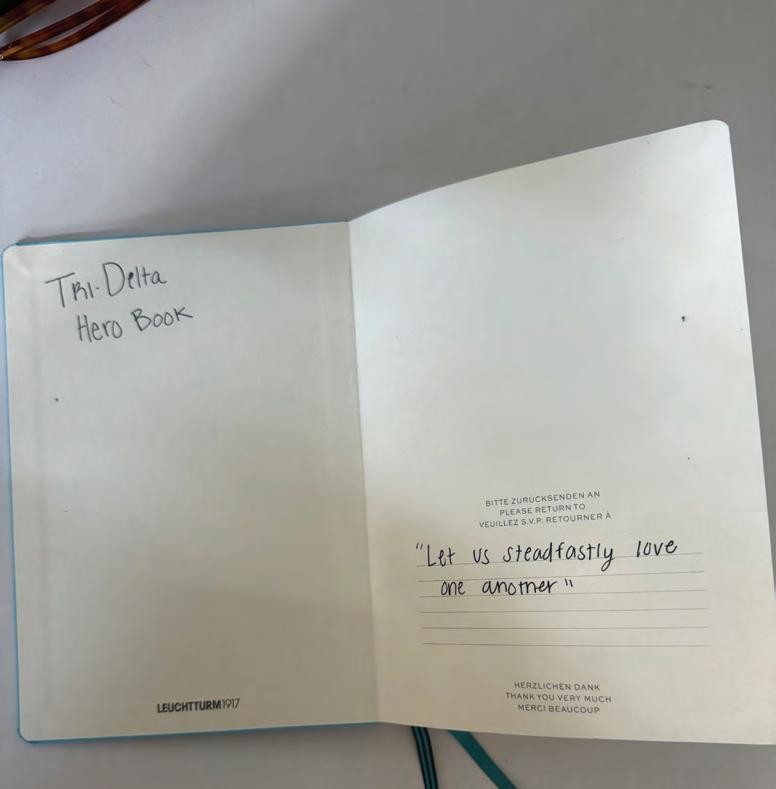 Tri-Delta
Hero Book
LEUCHTTURM1917
BITTE ZURÜCKSENDEN AN
PLEASE RETURN TO
VEUILLEZ S.V.P. RETOURNER À
"Let us steadfastly love
one another"
HERZLICHEN DANK
THANK YOU VERY MUCH
MERCI BEAUCOUP